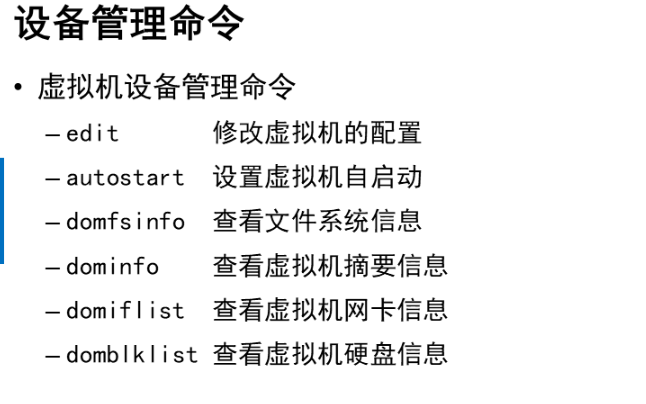 设备管理命令
• 虚拟机设备管理命令
– edit 修改虚拟机的配置
– autostart 设置虚拟机自启动
– domfsinfo 查看文件系统信息
– dominfo 查看虚拟机摘要信息
– domiflist 查看虚拟机网卡信息
– domblklist 查看虚拟机硬盘信息